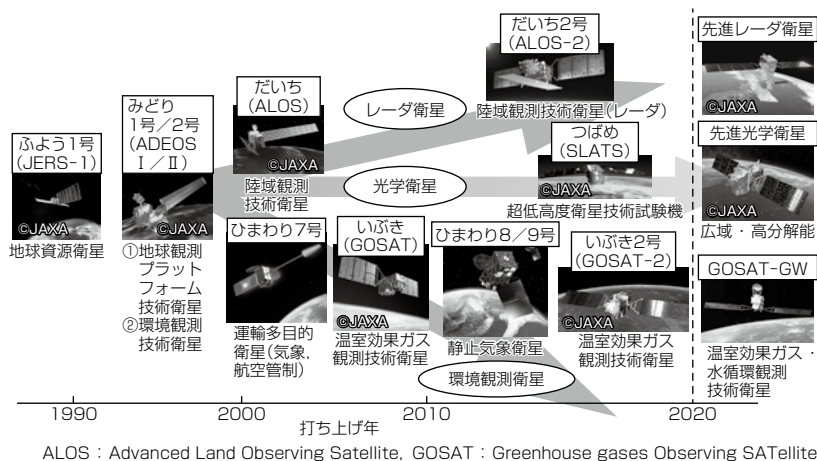 ふよう1号
(JERS-1)
©JAXA
地球資源衛星
みどり
1号／2号
(ADEOS
Ⅰ／Ⅱ)
©JAXA
①地球観測
プラット
フォーム
技術衛星
②環境観測
技術衛星
だいち
(ALOS)
©JAXA
陸域観測
技術衛星
レーダ衛星
だいち2号
(ALOS-2)
©JAXA
陸域観測技術衛星(レーダ)
先進レーダ衛星
©JAXA
光学衛星
つばめ
(SLATS)
©JAXA
超低高度衛星技術試験機
先進光学衛星
©JAXA
広域・高分解能
ひまわり7号
運輸多目的
衛星(気象,
航空管制)
いぶき
(GOSAT)
©JAXA
温室効果ガス
観測技術衛星
ひまわり8／9号
静止気象衛星
いぶき2号
(GOSAT-2)
©JAXA
温室効果ガス
観測技術衛星
GOSAT-GW
©JAXA
温室効果ガス・
水循環観測
技術衛星
環境観測衛星
1990
2000
2010
2020
打ち上げ年
ALOS：Advanced Land Observing Satellite, GOSAT：Greenhouse gases Observing SATellite